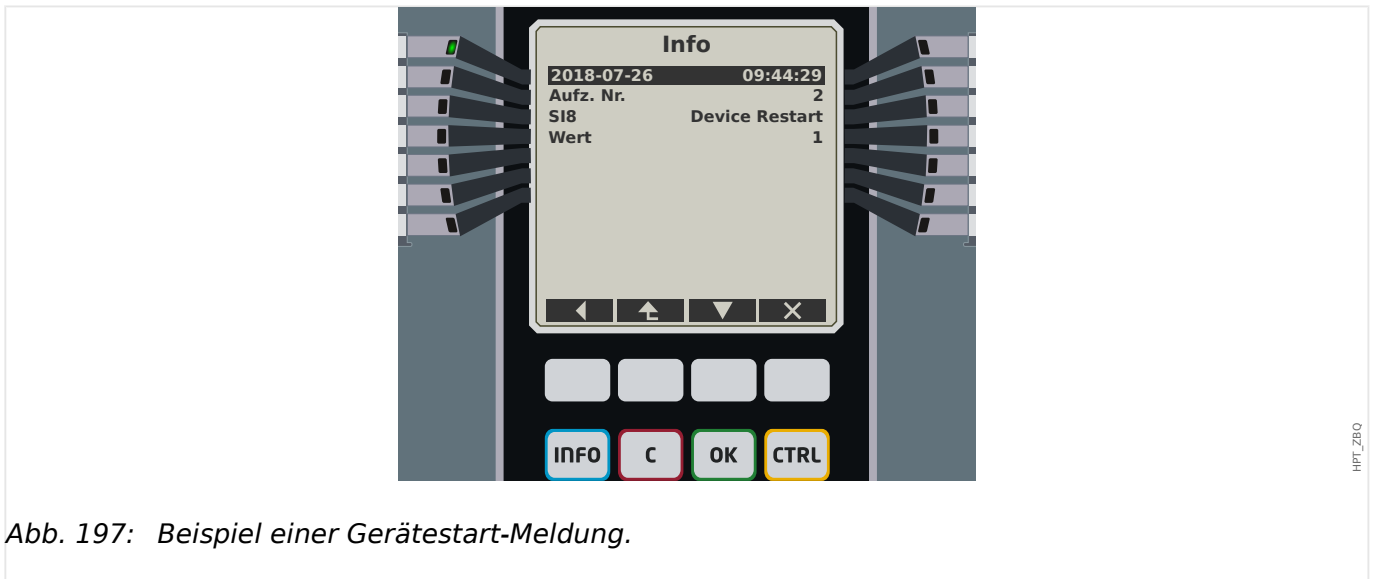 Info
2018-07-26 09:44:29
Aufz. Nr. 2
SI8 Device Restart
Wert 1
INFO C OK CTRL
HPT_ZBQ
Abb. 197: Beispiel einer Gerätestart-Meldung.